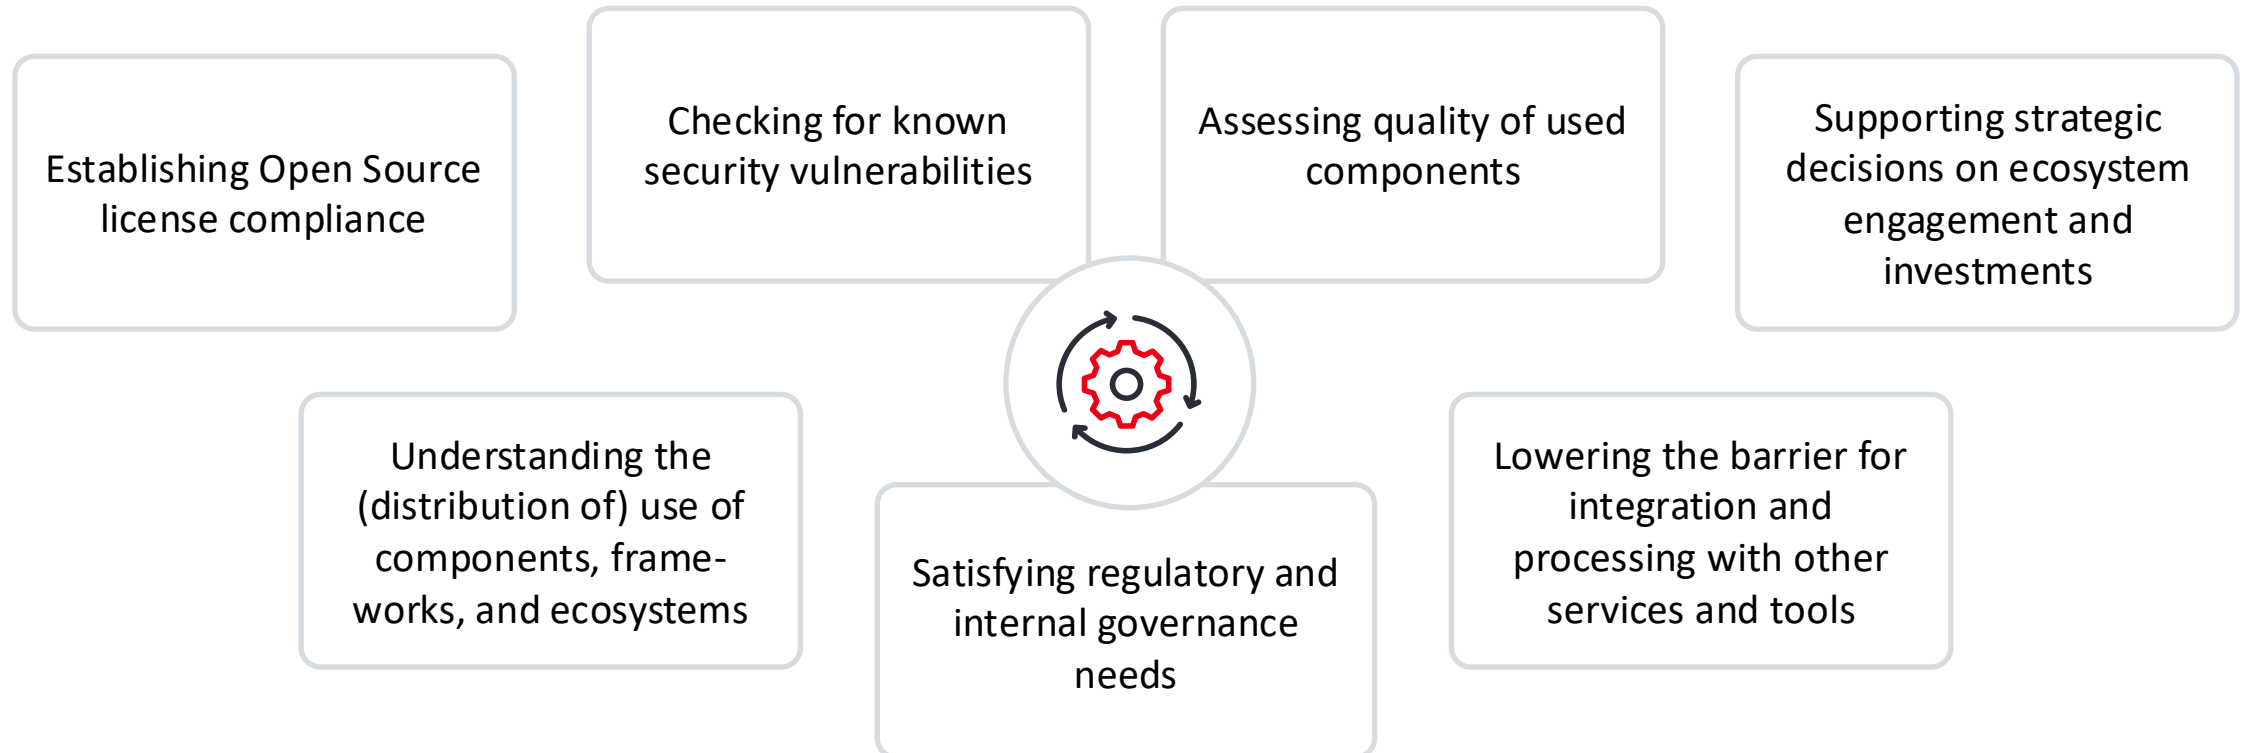 Establishing Open Source
license compliance
Checking for known
security vulnerabilities
Assessing quality of used
components
Supporting strategic
decisions on ecosystem
engagement and
investments
Understanding the
(distribution of) use of
components, frame-
works, and ecosystems
Satisfying regulatory and
internal governance
needs
Lowering the barrier for
integration and
processing with other
services and tools